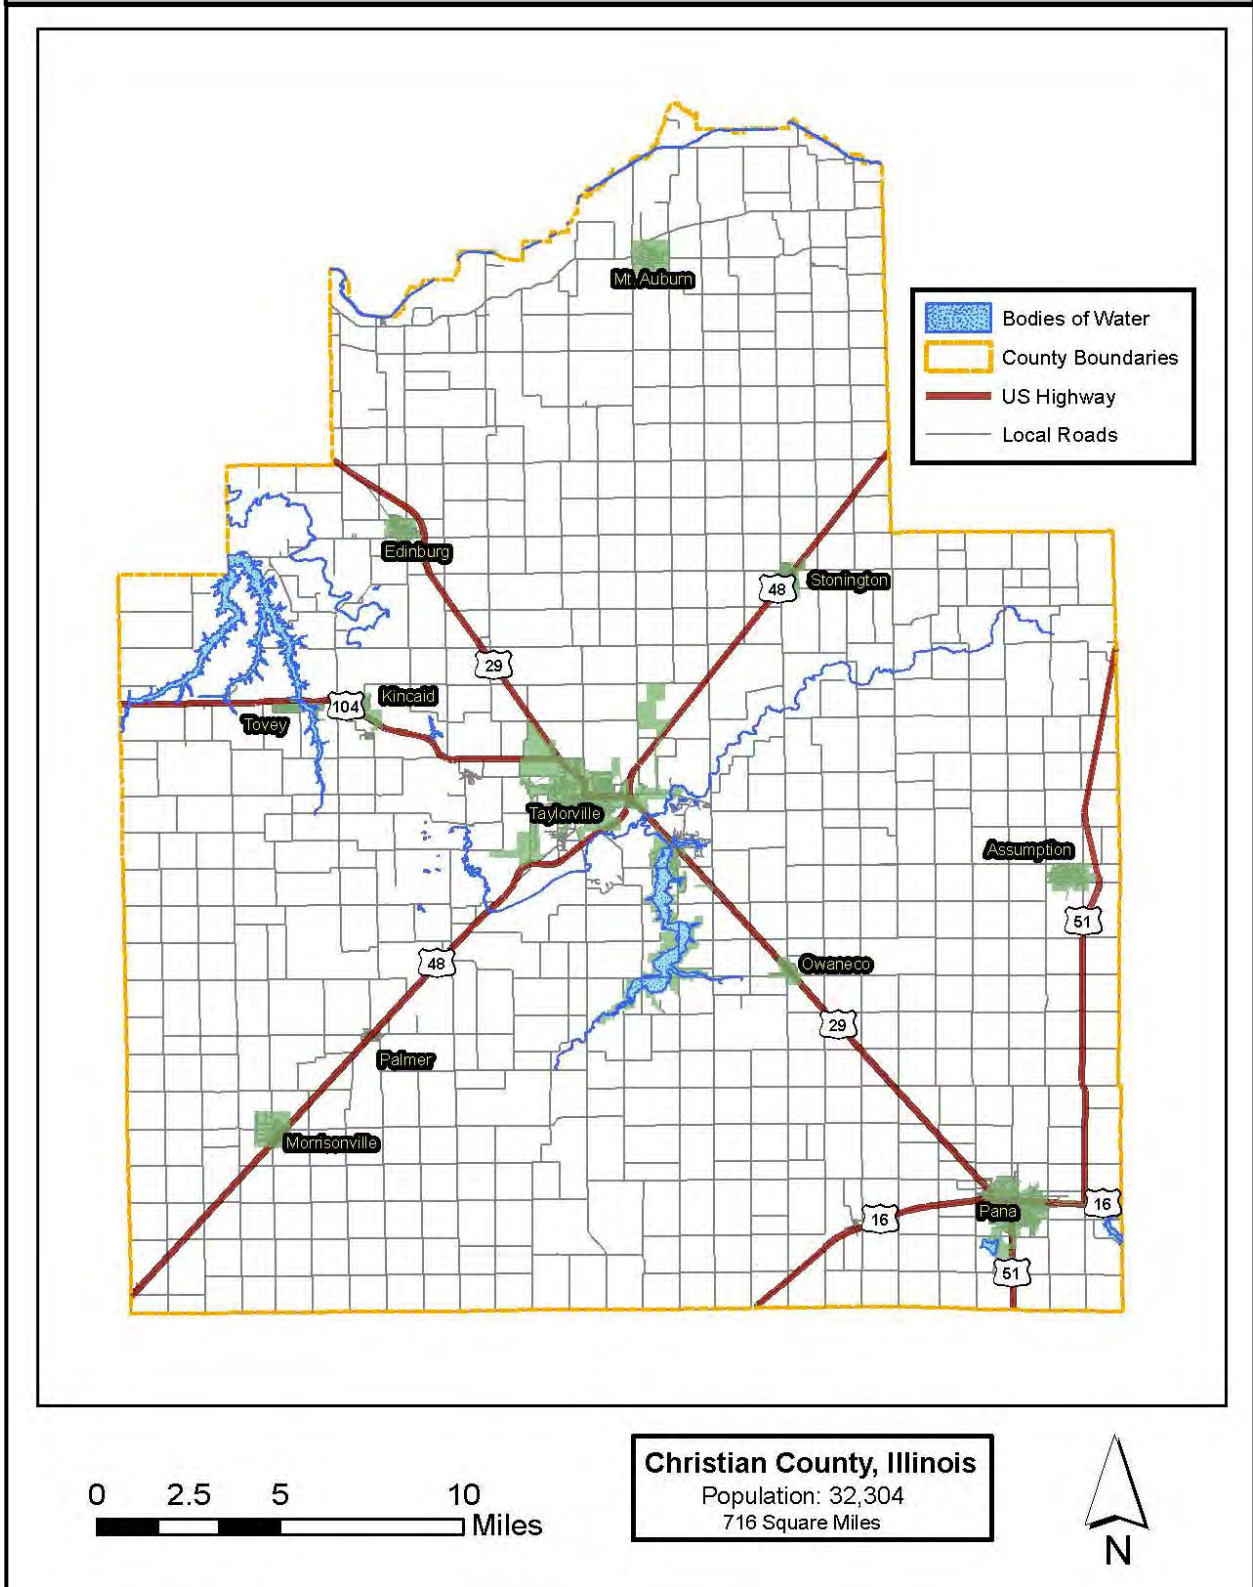 Mt. Auburn
Bodies of Water
County Boundaries
US Highway
Local Roads
Edinburg
Stonington
48
29
Kincaid
104
Tovey
Taylorville
Assumption
51
48
Owaneco
29
Palmer
Morrisonville
16
Pana
16
51
0 2.5 5 10
Miles
Christian County, Illinois
Population: 32,304
716 Square Miles
N